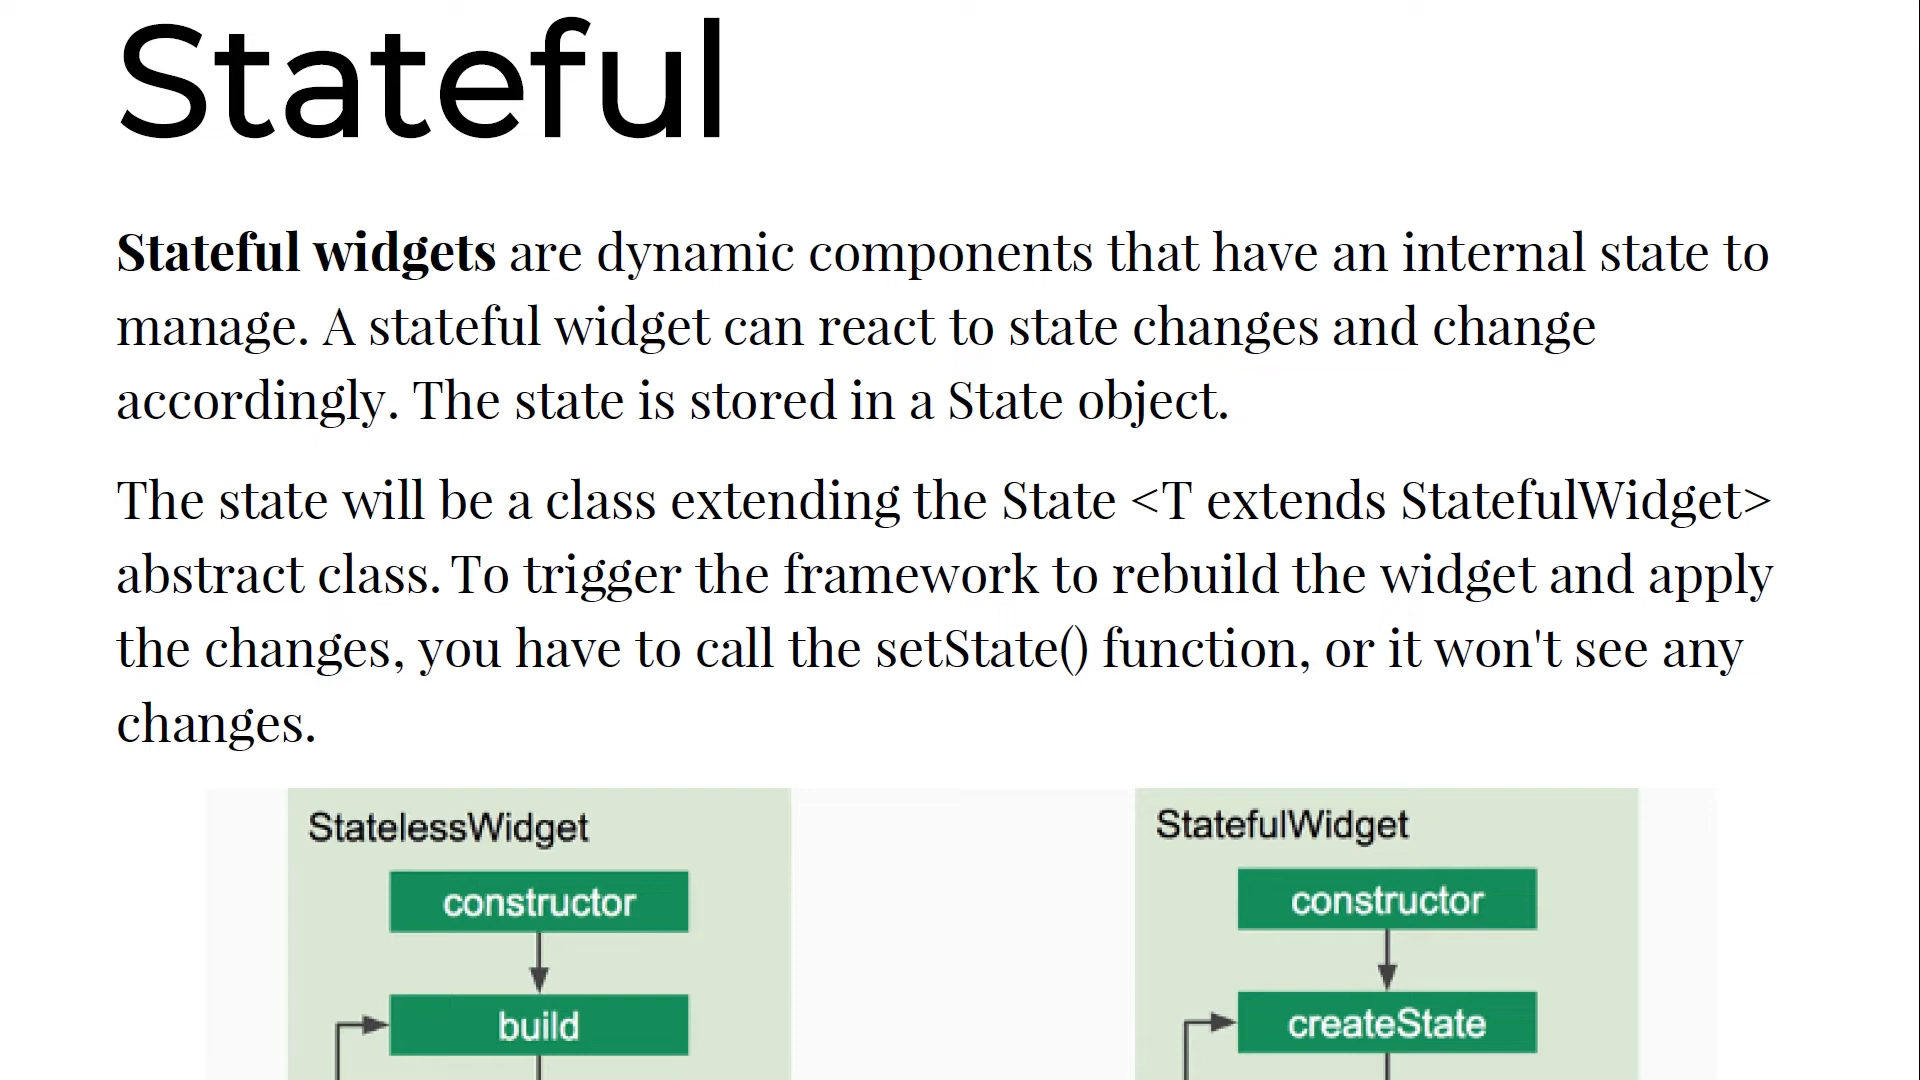 Stateful
Stateful widgets are dynamic components that have an internal state to
manage. A stateful widget can react to state changes and change
accordingly. The state is stored in a State object.
The state will be a class extending the State <T extends StatefulWidget>
abstract class. To trigger the framework to rebuild the widget and apply
the changes, you have to call the setState() function, or it won't see any
changes.
StatelessWidget
constructor
build
StatefulWidget
constructor
createState